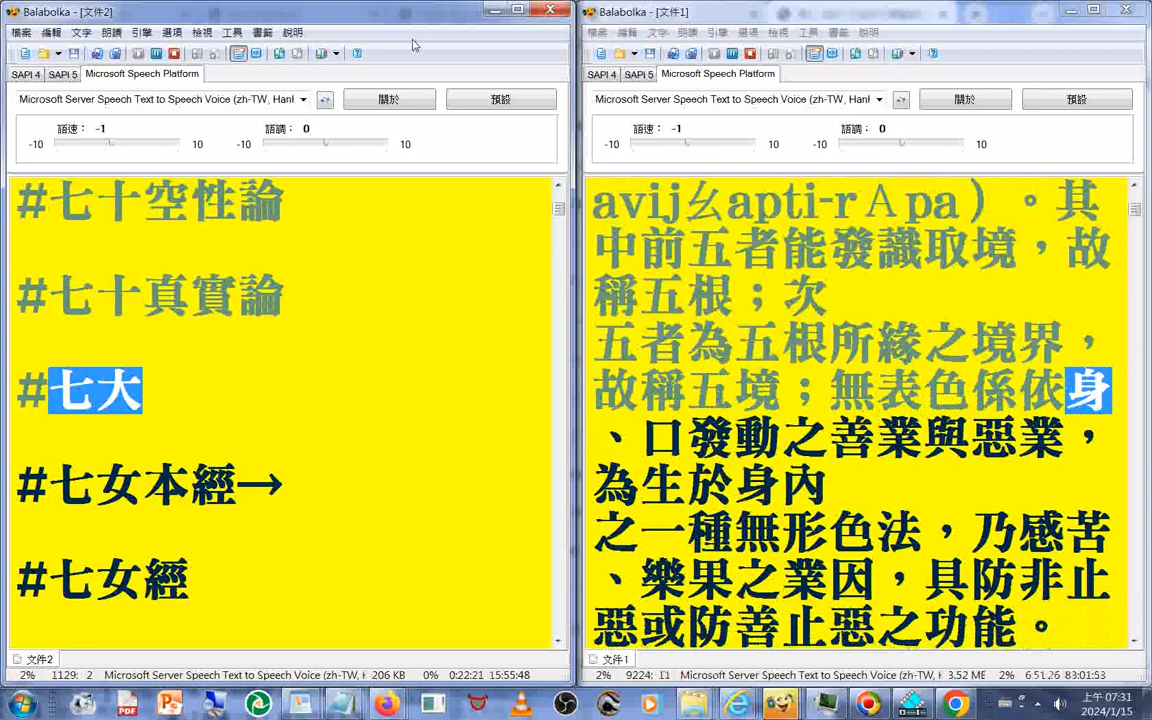 Balabolka - [文件2]
檔案 編輯 文字 朗讀 引擎 選項 檢視 工具 書籤 說明
SAPI 4 SAPI 5 Microsoft Speech Platform
Microsoft Server Speech Text to Speech Voice (zh-TW, HanH
關於
預設
語速： -1
語調： 0
-10 10 -10 10
#七十空性論
#七十真實論
#七大
#七女本經→
#七女經
文件2
2% 1129: 2 Microsoft Server Speech Text to Speech Voice (zh-TW, H 206 KB 0% 0:22:21 15:55:48
Balabolka - [文件1]
檔案 編輯 文字 朗讀 引擎 選項 檢視 工具 書籤 說明
SAPI 4 SAPI 5 Microsoft Speech Platform
Microsoft Server Speech Text to Speech Voice (zh-TW, HanH
關於
預設
語速： -1
語調： 0
-10 10 -10 10
avij幺apti-rＡpa）。其
中前五者能發識取境，故
稱五根；次
五者為五根所緣之境界，
故稱五境；無表色係依身
、口發動之善業與惡業，
為生於身內
之一種無形色法，乃感苦
、樂果之業因，具防非止
惡或防善止惡之功能。
文件1
2% 9224: 11 Microsoft Server Speech Text to Speech Voice (zh-TW, H 3.52 ME 2% 6:51:26 83:01:53
上午 07:31
2024/1/15